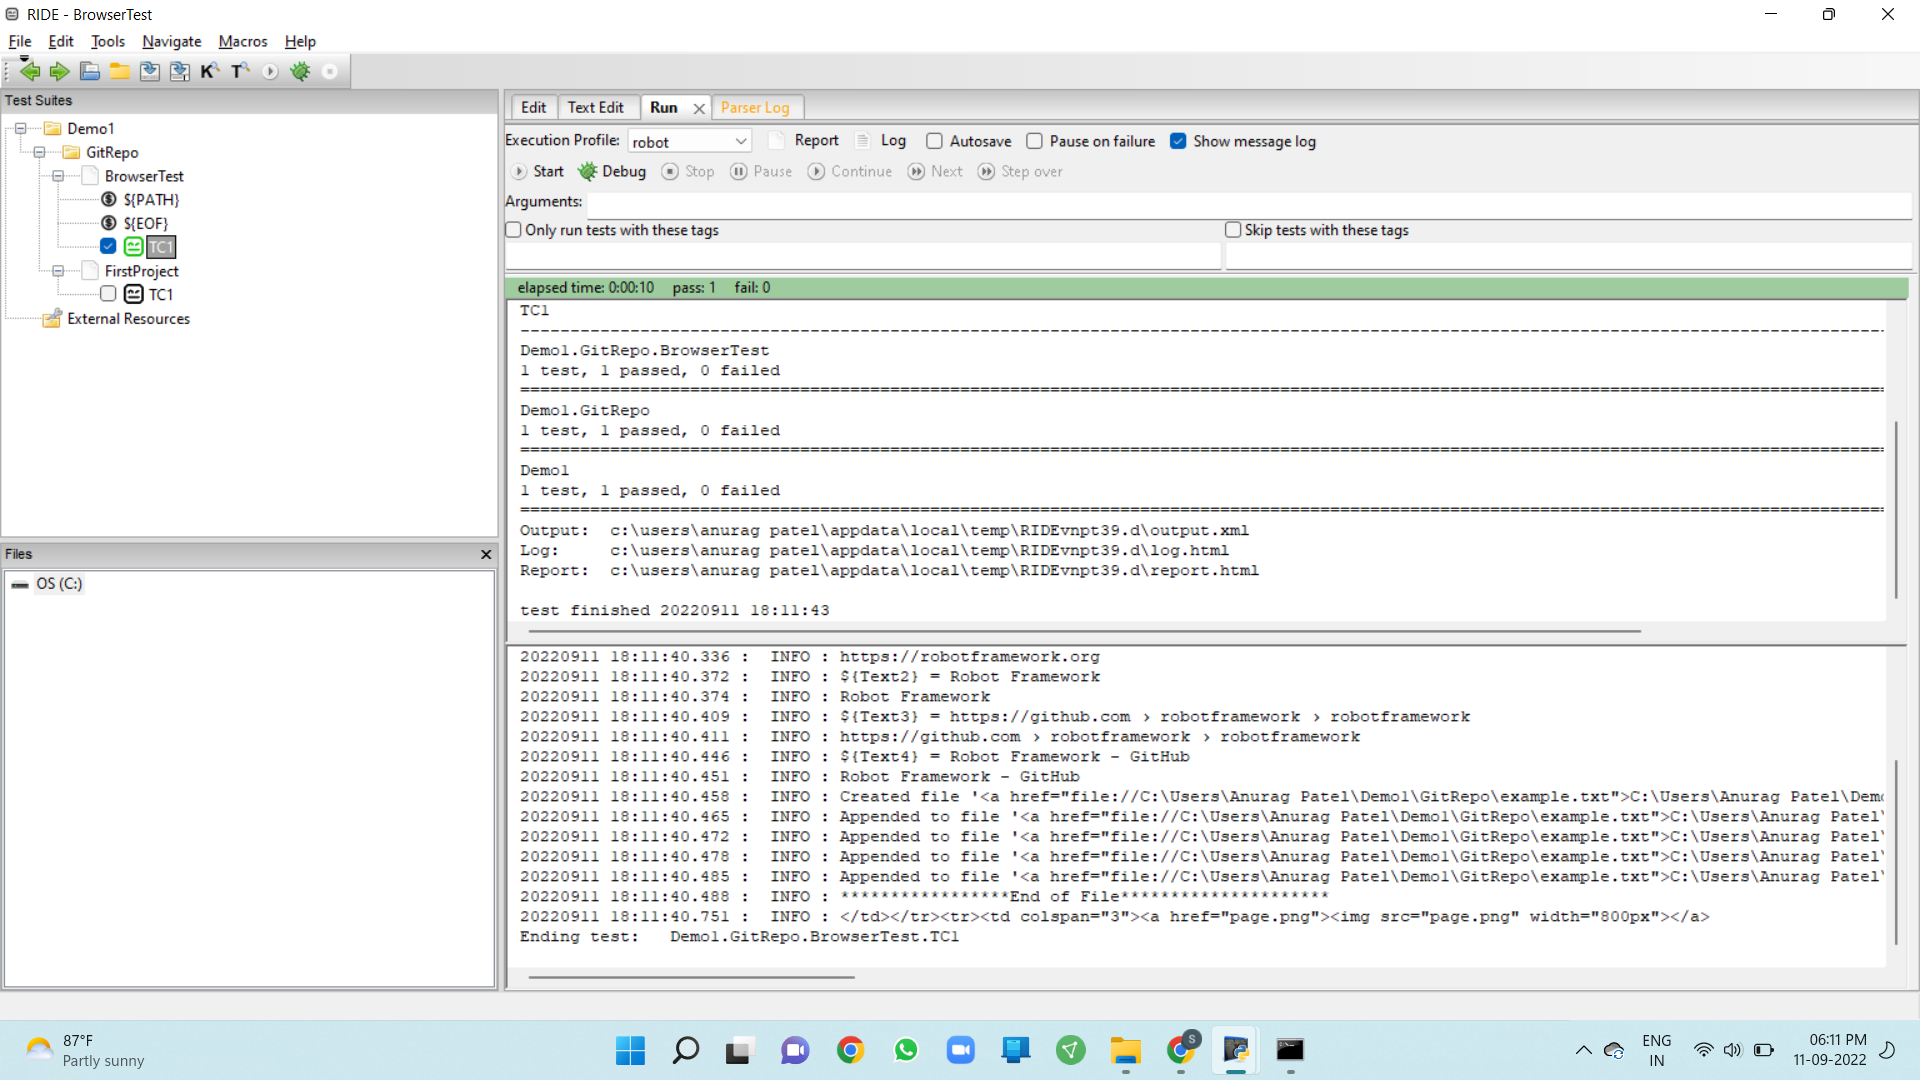 RIDE - BrowserTest
File Edit Tools Navigate Macros Help
K T
Test Suites
Demo1
GitRepo
BrowserTest
${PATH}
${EOF}
TC1
FirstProject
TC1
External Resources
Files
OS (C:)
Edit Text Edit Run Parser Log
Execution Profile: robot Report Log Autosave Pause on failure Show message log
Start Debug Stop Pause Continue Next Step over
Arguments:
Only run tests with these tags Skip tests with these tags
elapsed time: 0:00:10 pass: 1 fail: 0
TC1
Demo1.GitRepo.BrowserTest
1 test, 1 passed, 0 failed
Demo1.GitRepo
1 test, 1 passed, 0 failed
Demo1
1 test, 1 passed, 0 failed
Output: c:\users\anurag patel\appdata\local\temp\RIDEvnpt39.d\output.xml
Log: c:\users\anurag patel\appdata\local\temp\RIDEvnpt39.d\log.html
Report: c:\users\anurag patel\appdata\local\temp\RIDEvnpt39.d\report.html
test finished 20220911 18:11:43
20220911 18:11:40.336 : INFO : https://robotframework.org
20220911 18:11:40.372 : INFO : ${Text2} = Robot Framework
20220911 18:11:40.374 : INFO : Robot Framework
20220911 18:11:40.409 : INFO : ${Text3} = https://github.com › robotframework › robotframework
20220911 18:11:40.411 : INFO : https://github.com › robotframework › robotframework
20220911 18:11:40.446 : INFO : ${Text4} = Robot Framework - GitHub
20220911 18:11:40.451 : INFO : Robot Framework - GitHub
20220911 18:11:40.458 : INFO : Created file '<a href="file://C:\Users\Anurag Patel\Demo1\GitRepo\example.txt">C:\Users\Anurag Patel\Dem
20220911 18:11:40.465 : INFO : Appended to file '<a href="file://C:\Users\Anurag Patel\Demo1\GitRepo\example.txt">C:\Users\Anurag Patel\
20220911 18:11:40.472 : INFO : Appended to file '<a href="file://C:\Users\Anurag Patel\Demo1\GitRepo\example.txt">C:\Users\Anurag Patel\
20220911 18:11:40.478 : INFO : Appended to file '<a href="file://C:\Users\Anurag Patel\Demo1\GitRepo\example.txt">C:\Users\Anurag Patel\
20220911 18:11:40.485 : INFO : Appended to file '<a href="file://C:\Users\Anurag Patel\Demo1\GitRepo\example.txt">C:\Users\Anurag Patel\
20220911 18:11:40.488 : INFO : *****************End of File*********************
20220911 18:11:40.751 : INFO : </td></tr><tr><td colspan="3"><a href="page.png"><img src="page.png" width="800px"></a>
Ending test: Demo1.GitRepo.BrowserTest.TC1
87°F
Partly sunny
S
ENG
IN
06:11 PM
11-09-2022